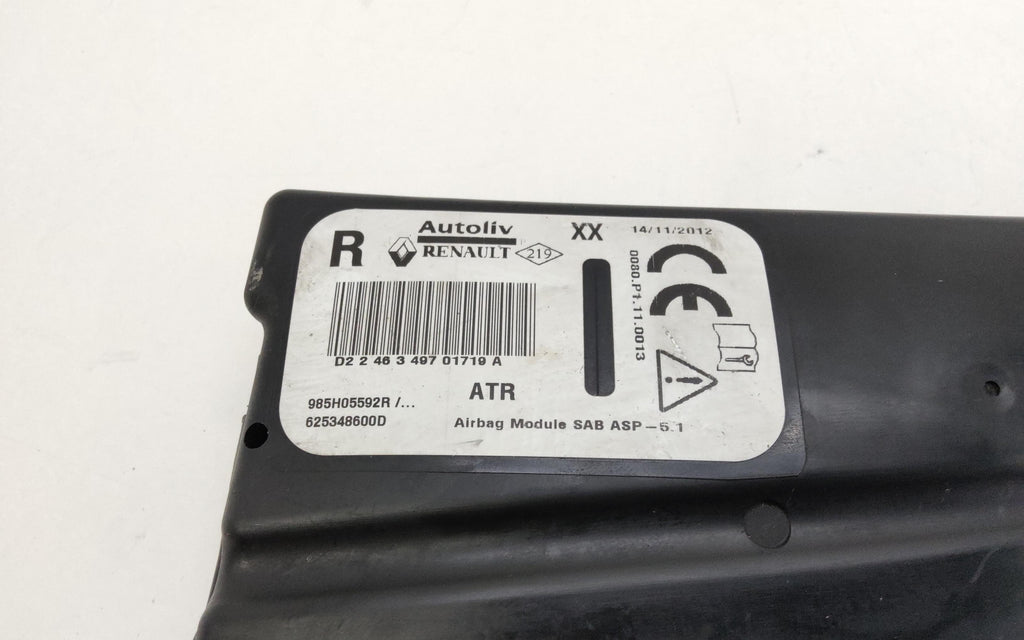 R
Autoliv
RENAULT 219
XX
14/11/2012
D2 2 46 3 497 01719 A
985H05592R /...
625348600D
ATR
Airbag Module SAB ASP-5.1
0080.P1.11.0013
CE